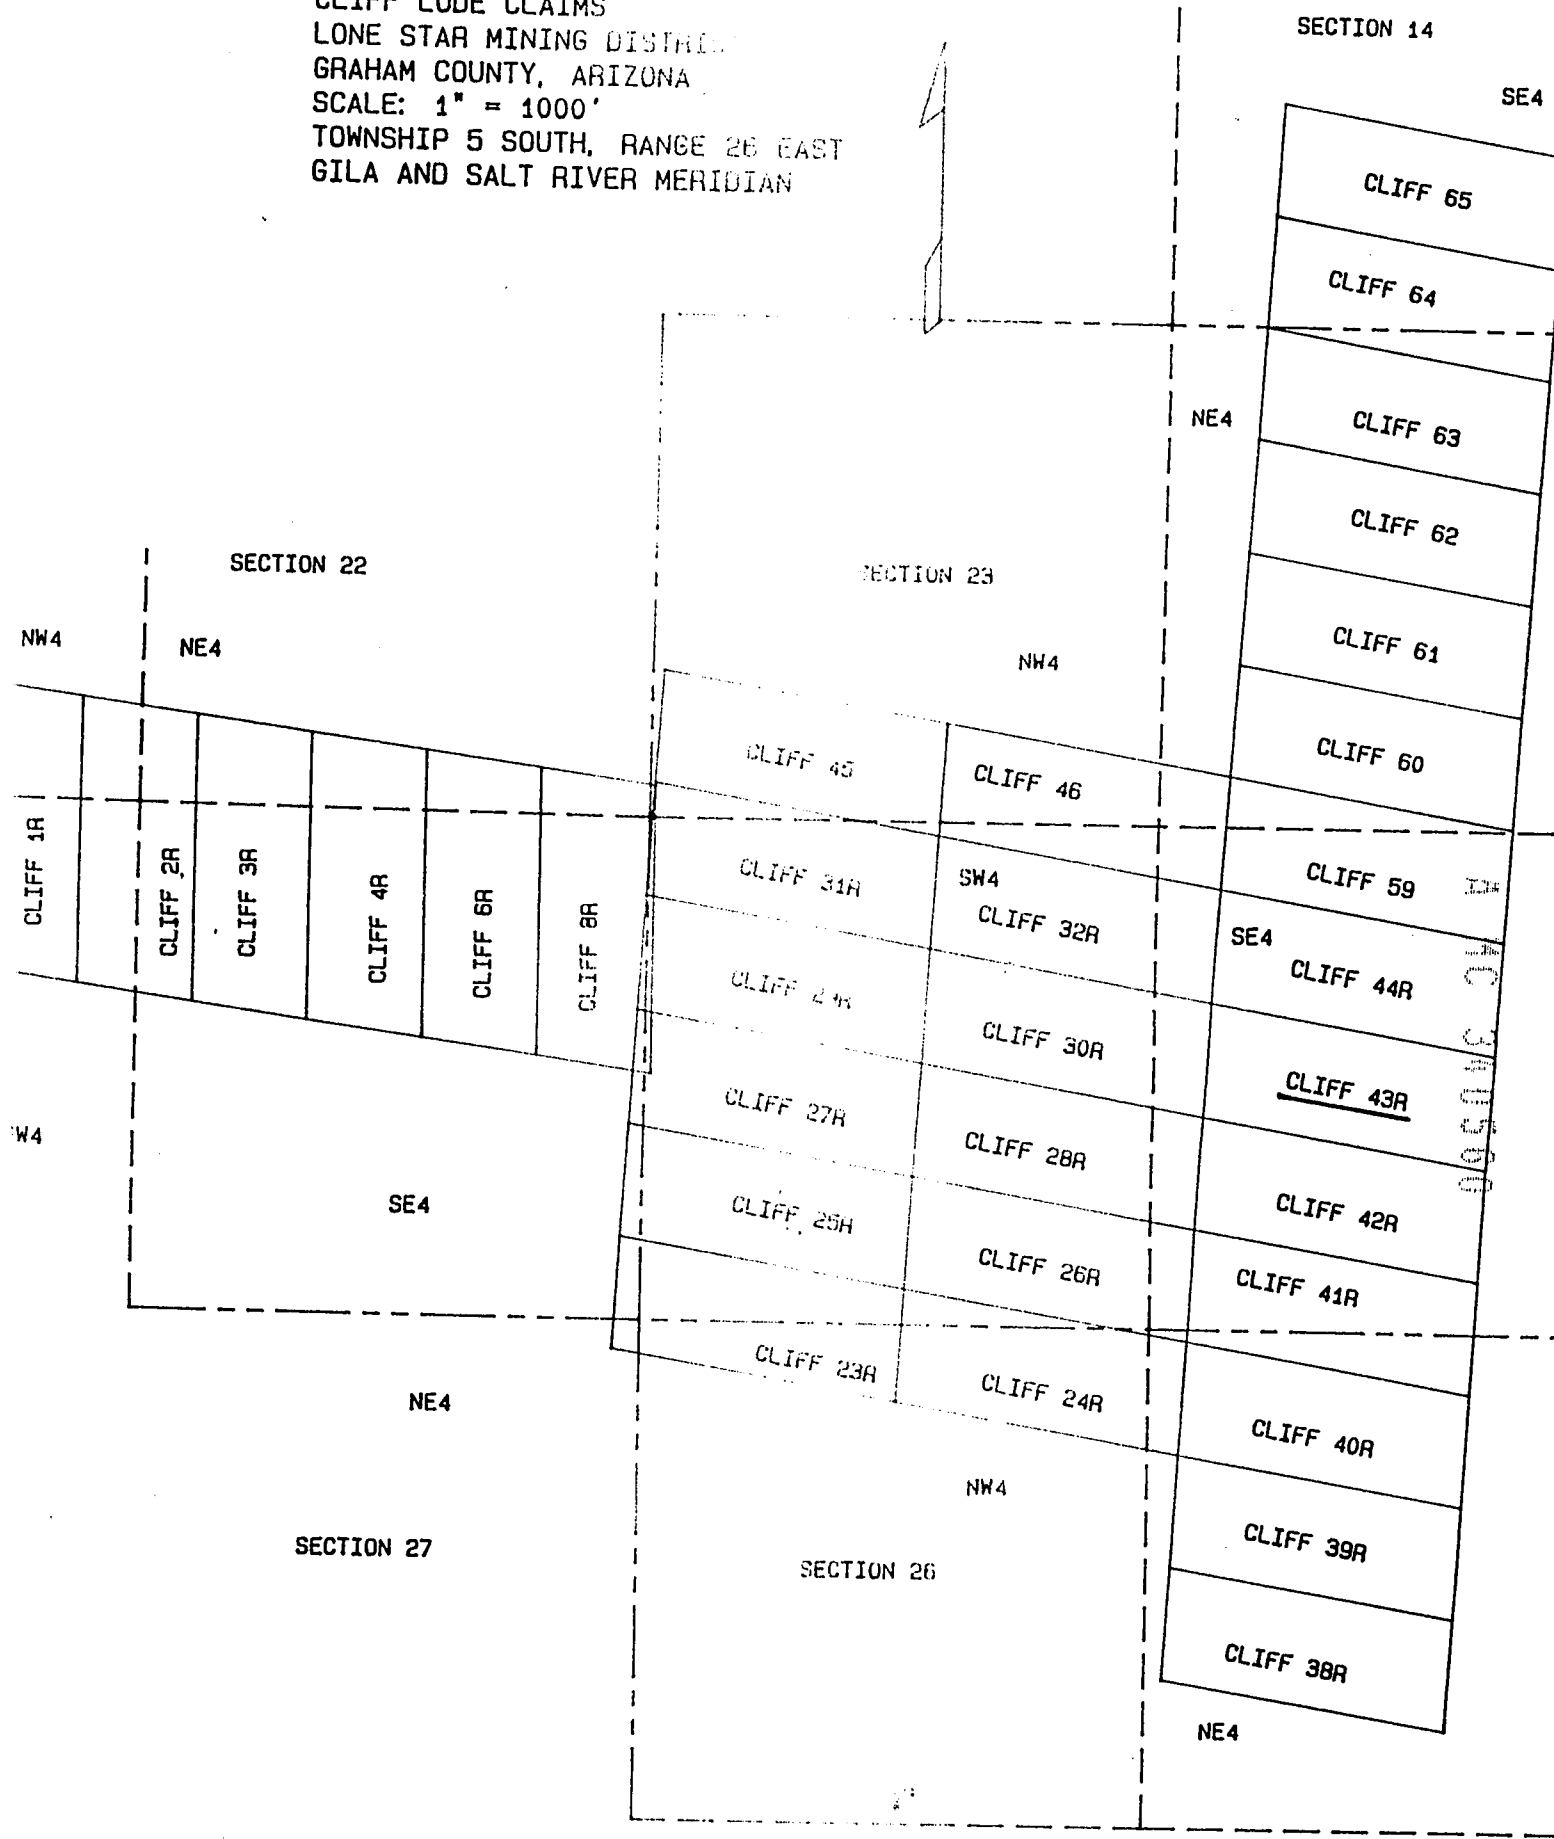 CLIFF LODE CLAIMS
LONE STAR MINING
GRAHAM COUNTY, ARIZONA
SCALE: 1" = 1000'
TOWNSHIP 5 SOUTH, RANGE 26 EAST
GILA AND SALT RIVER MERIDIAN
SECTION 14
SE4
CLIFF 65
CLIFF 64
NE4
CLIFF 63
CLIFF 62
SECTION 22
SECTION 23
NW4
NE4
NW4
CLIFF 61
CLIFF 60
CLIFF 45
CLIFF 46
CLIFF 1R
CLIFF 2R
CLIFF 3R
CLIFF 4R
CLIFF 6R
CLIFF 8R
CLIFF 31R
SW4
CLIFF 32R
CLIFF 59
SE4
CLIFF 44R
CLIFF
CLIFF 30R
CLIFF 43R
CLIFF 27R
CLIFF 28R
W4
SE4
CLIFF 25R
CLIFF 26R
CLIFF 42R
CLIFF 41R
CLIFF 23R
CLIFF 24R
NE4
CLIFF 40R
NW4
SECTION 27
SECTION 26
CLIFF 39R
CLIFF 38R
NE4